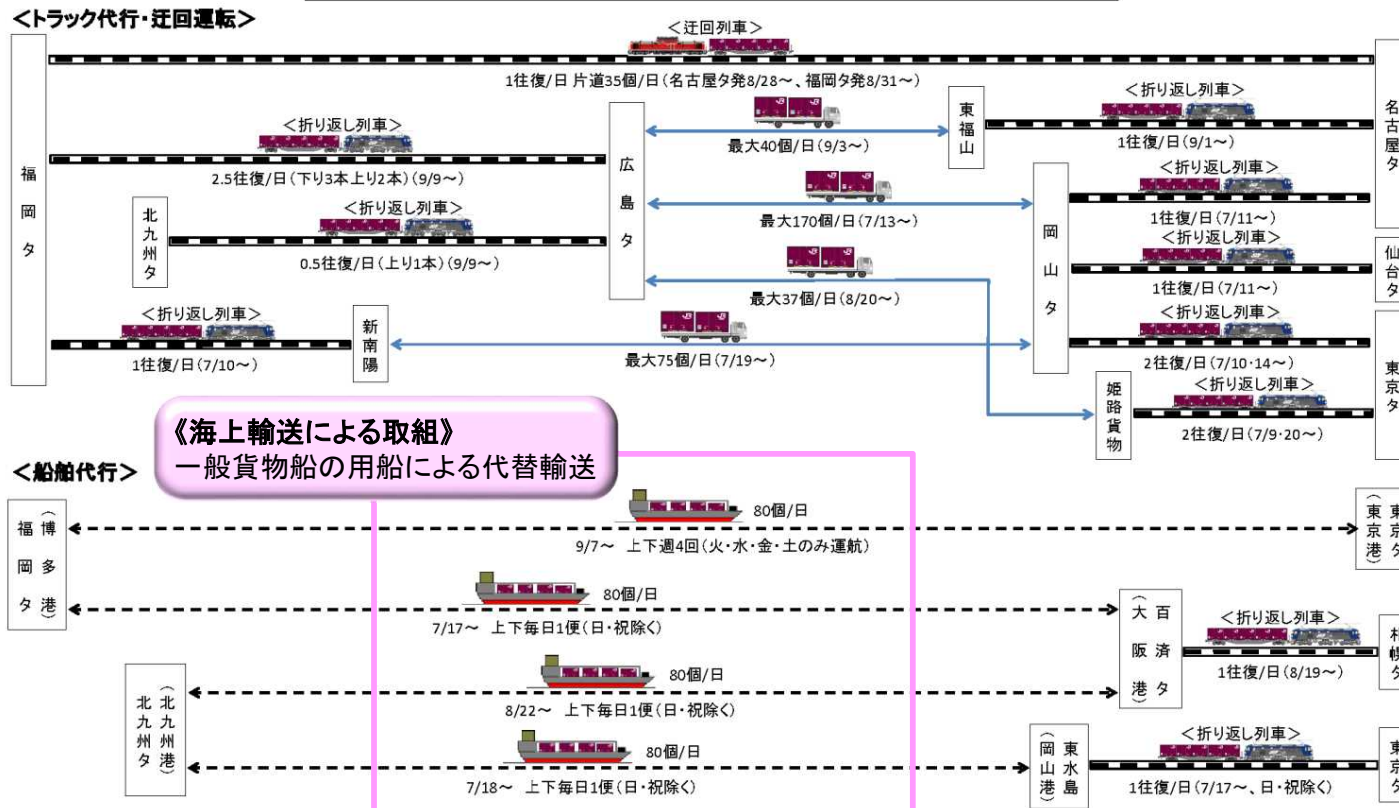 ＜トラック代行・迂回運転＞
＜迂回列車＞
1往復/日 片道35個/日(名古屋タ発8/28～、福岡タ発8/31～)
福岡タ
名古屋タ
＜折り返し列車＞
2.5往復/日(下り3本上り2本)(9/9～)
広島タ
最大40個/日(9/3～)
東福山
＜折り返し列車＞
1往復/日(9/1～)
北九州タ
＜折り返し列車＞
0.5往復/日(上り1本)(9/9～)
最大170個/日(7/13～)
岡山タ
＜折り返し列車＞
1往復/日(7/11～)
＜折り返し列車＞
1往復/日(7/11～)
仙台タ
最大37個/日(8/20～)
＜折り返し列車＞
1往復/日(7/10～)
新南陽
最大75個/日(7/19～)
＜折り返し列車＞
2往復/日(7/10・14～)
東京タ
姫路貨物
＜折り返し列車＞
2往復/日(7/9・20～)
《海上輸送による取組》
一般貨物船の用船による代替輸送
＜船舶代行＞
福岡タ
(博多港)
80個/日
9/7～ 上下週4回(火・水・金・土のみ運航)
東京タ
(東京港)
80個/日
7/17～ 上下毎日1便(日・祝除く)
百済タ
(大阪港)
＜折り返し列車＞
1往復/日(8/19～)
札幌タ
北九州タ
(北九州港)
80個/日
8/22～ 上下毎日1便(日・祝除く)
80個/日
7/18～ 上下毎日1便(日・祝除く)
東水島
(岡山港)
＜折り返し列車＞
1往復/日(7/17～、日・祝除く)
東京タ